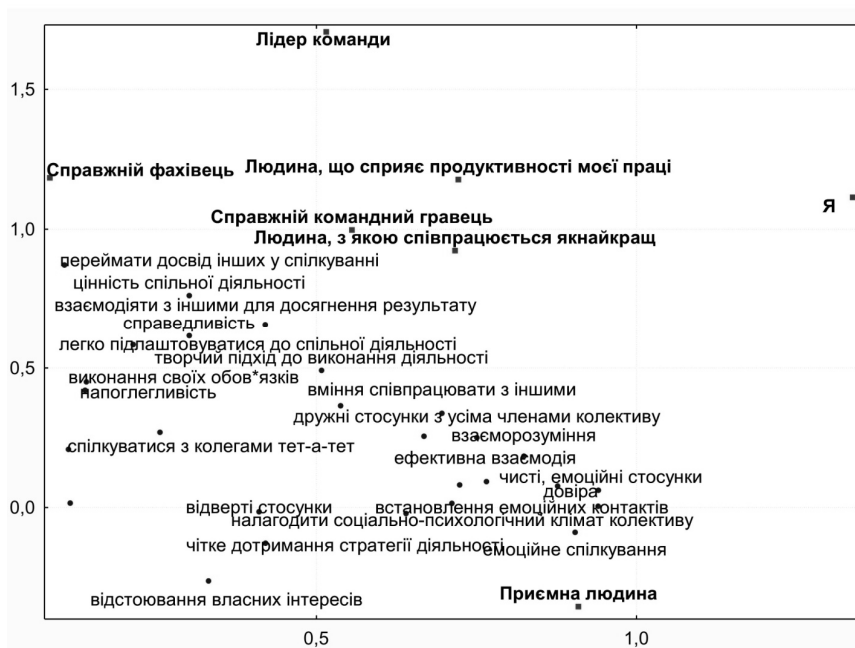 Лідер команди
1,5
Справжній фахівець
Людина, що сприяє продуктивності моєї праці
Я
Справжній командний гравець
1,0
Людина, з якою співпрацюється якнайкращ
переймати досвід інших у спілкуванні
цінність спільної діяльності
взаємодіяти з іншими для досягнення результату
справедливість
легко підлаштовуватися до спільної діяльності
творчий підхід до виконання діяльності
0,5
виконання своїх обов*язків
наполегливість
вміння співпрацювати з іншими
дружні стосунки з усіма членами колективу
взаєморозуміння
спілкуватися з колегами тет-а-тет
ефективна взаємодія
чисті, емоційні стосунки
довіра
0,0
відверті стосунки
встановлення емоційних контактів
налагодити соціально-психологічний клімат колективу
чітке дотримання стратегії діяльності
емоційне спілкування
Приємна людина
відстоювання власних інтересів
0,5
1,0